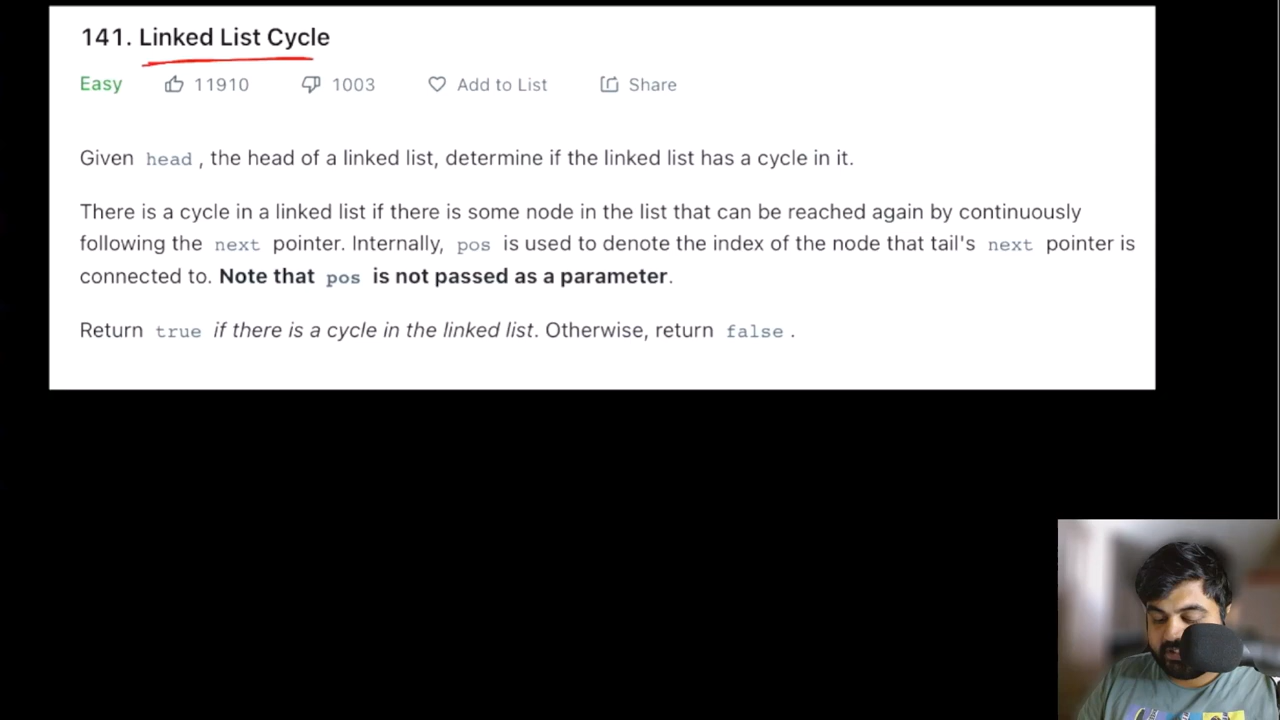 141. Linked List Cycle
Easy 11910 1003 Add to List Share
Given head , the head of a linked list, determine if the linked list has a cycle in it.
There is a cycle in a linked list if there is some node in the list that can be reached again by continuously
following the next pointer. Internally, pos is used to denote the index of the node that tail's next pointer is
connected to. Note that pos is not passed as a parameter.
Return true if there is a cycle in the linked list. Otherwise, return false .